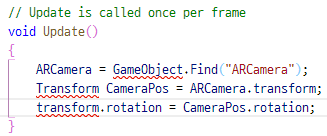 // Update is called once per frame
void Update()
{
ARCamera = GameObject.Find("ARCamera");
Transform CameraPos = ARCamera.transform;
transform.rotation = CameraPos.rotation;
}